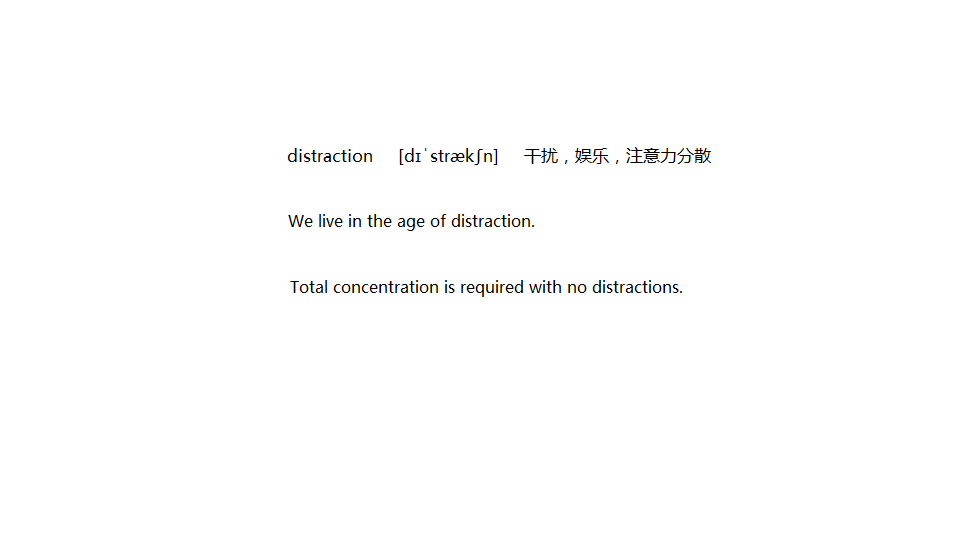 distraction [dɪˈstrækʃn] 干扰，娱乐，注意力分散
We live in the age of distraction.
Total concentration is required with no distractions.